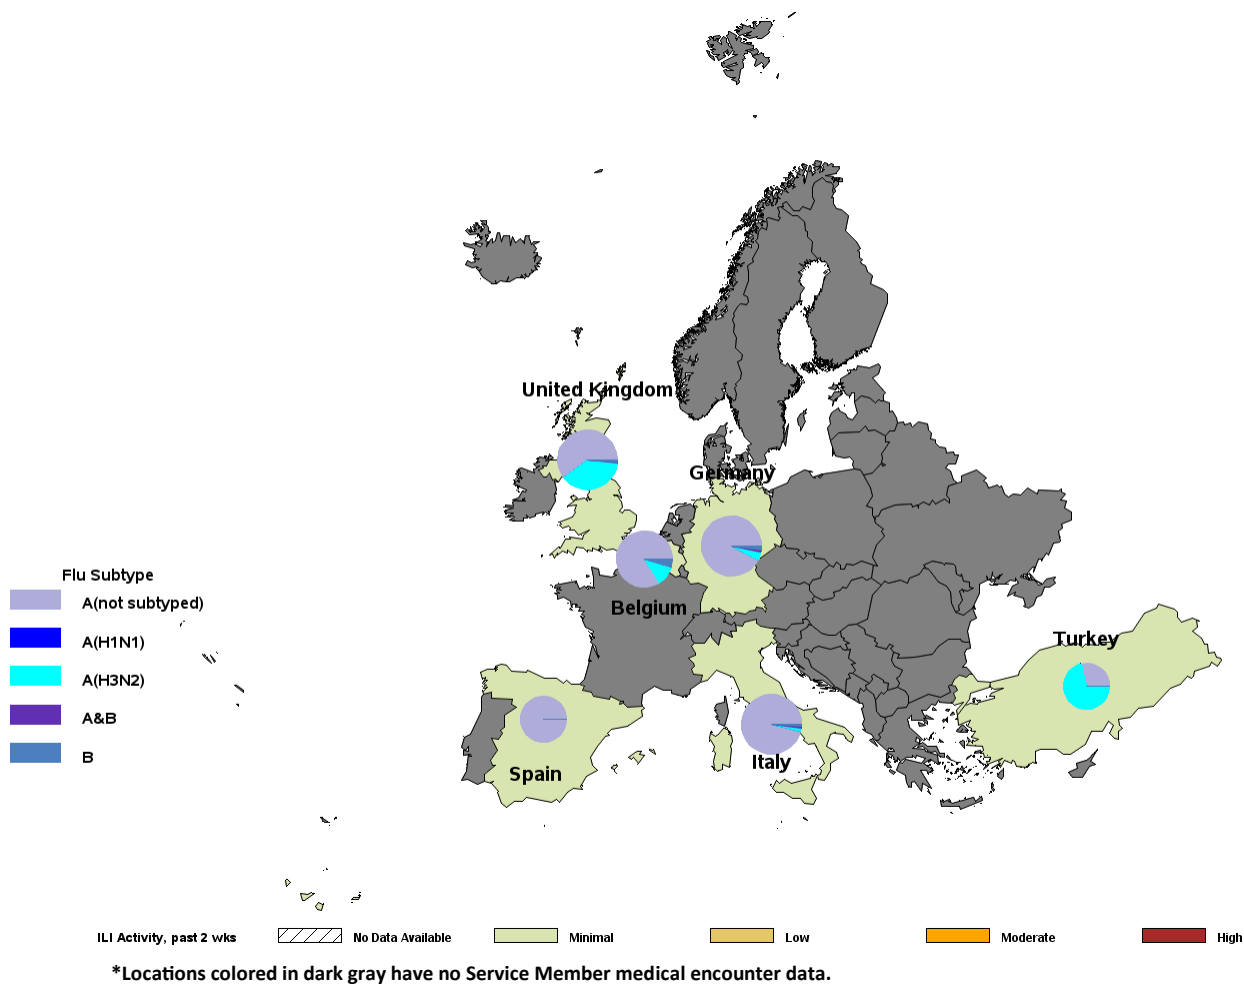 United Kingdom
Germany
Belgium
Turkey
Spain
Italy
Flu Subtype
A(not subtyped)
A(H1N1)
A(H3N2)
A&B
B
ILI Activity, past 2 wks
No Data Available
Minimal
Low
Moderate
High
*Locations colored in dark gray have no Service Member medical encounter data.